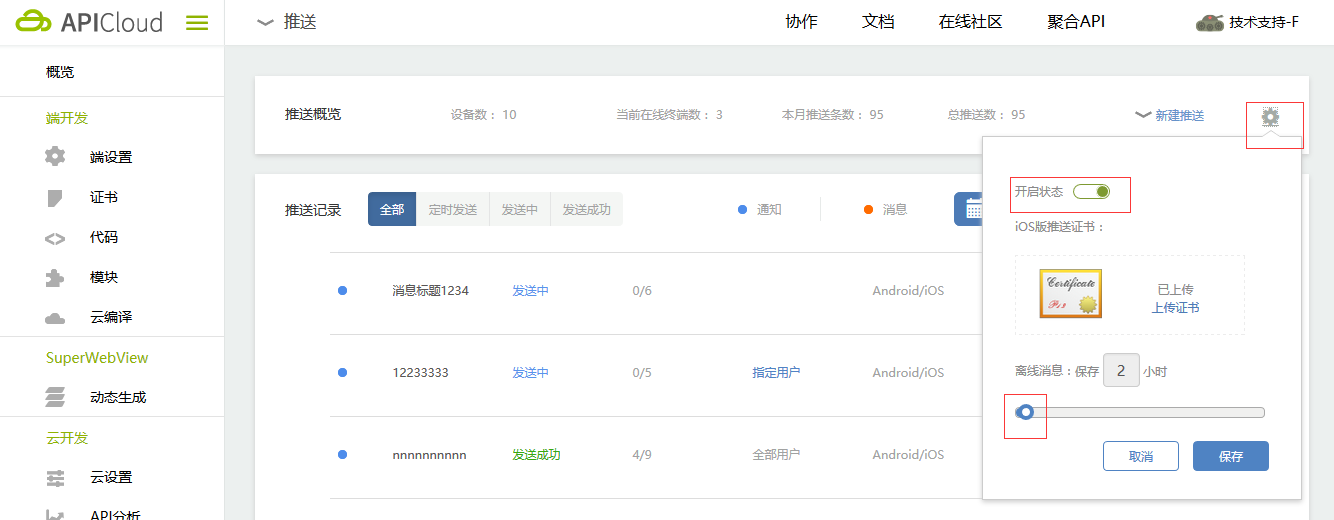 APICloud
推送
协作 文档 在线社区 聚合API 技术支持-F
概览
端开发
端设置
证书
代码
模块
云编译
SuperWebView
动态生成
云开发
云设置
API分析
推送概览 设备数： 10 当前在线终端数： 3 本月推送条数： 95 总推送数： 95 新建推送
推送记录 全部 定时发送 发送中 发送成功 通知 消息
消息标题1234 发送中 0/6 Android/iOS
12233333 发送中 0/5 指定用户 Android/iOS
nnnnnnnnnn 发送成功 4/9 全部用户 Android/iOS
开启状态
iOS版推送证书：
Certificate
已上传
上传证书
离线消息：保存 2 小时
取消 保存